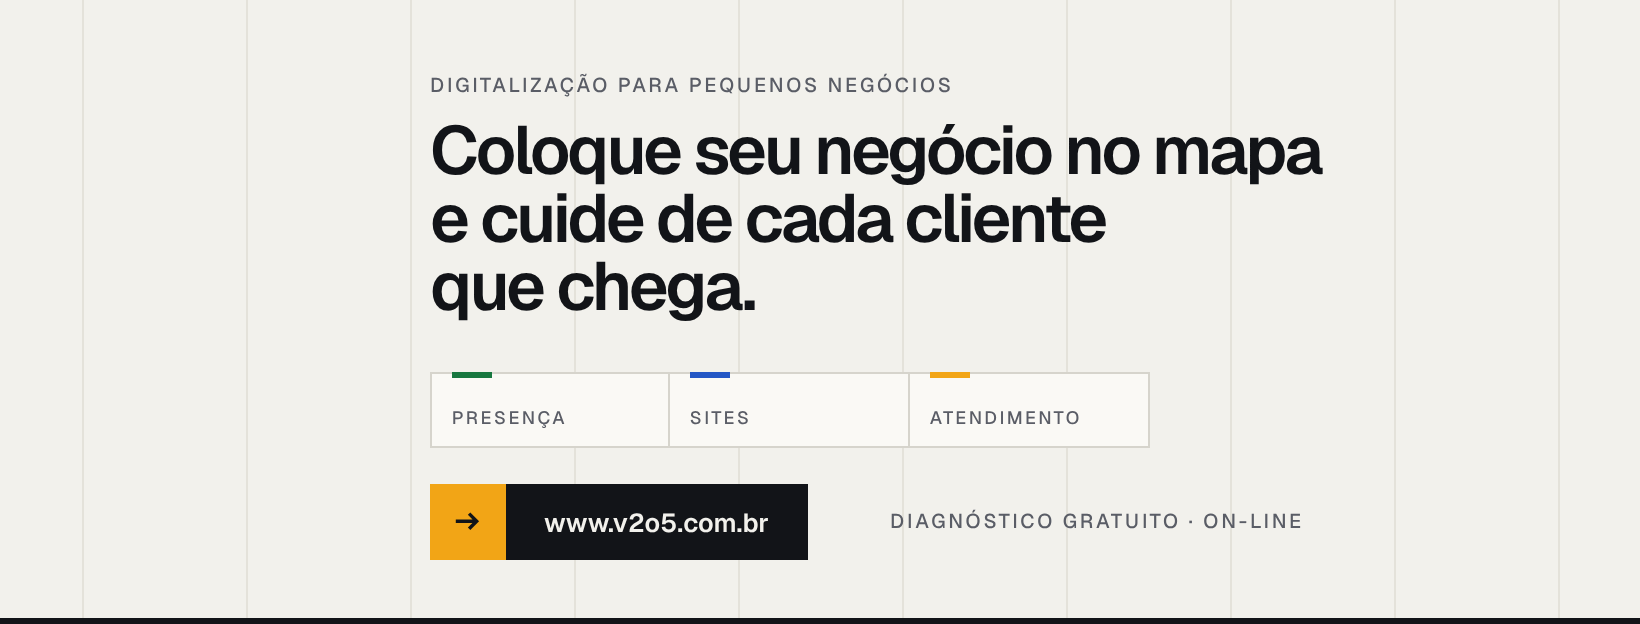 DIGITALIZAÇÃO PARA PEQUENOS NEGÓCIOS
Coloque seu negócio no mapa
e cuide de cada cliente
que chega.
PRESENÇA
SITES
ATENDIMENTO
→ www.v2o5.com.br
DIAGNÓSTICO GRATUITO · ON-LINE